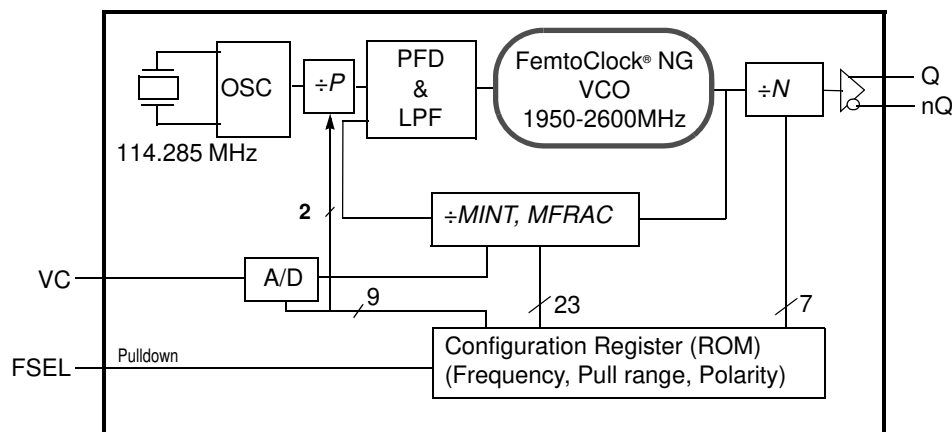 OSC
÷P
PFD
&
LPF
FemtoClock® NG
VCO
1950-2600MHz
÷N
Q
nQ
114.285 MHz
2
÷MINT, MFRAC
VC
A/D
9
23
7
FSEL
Pulldown
Configuration Register (ROM)
(Frequency, Pull range, Polarity)